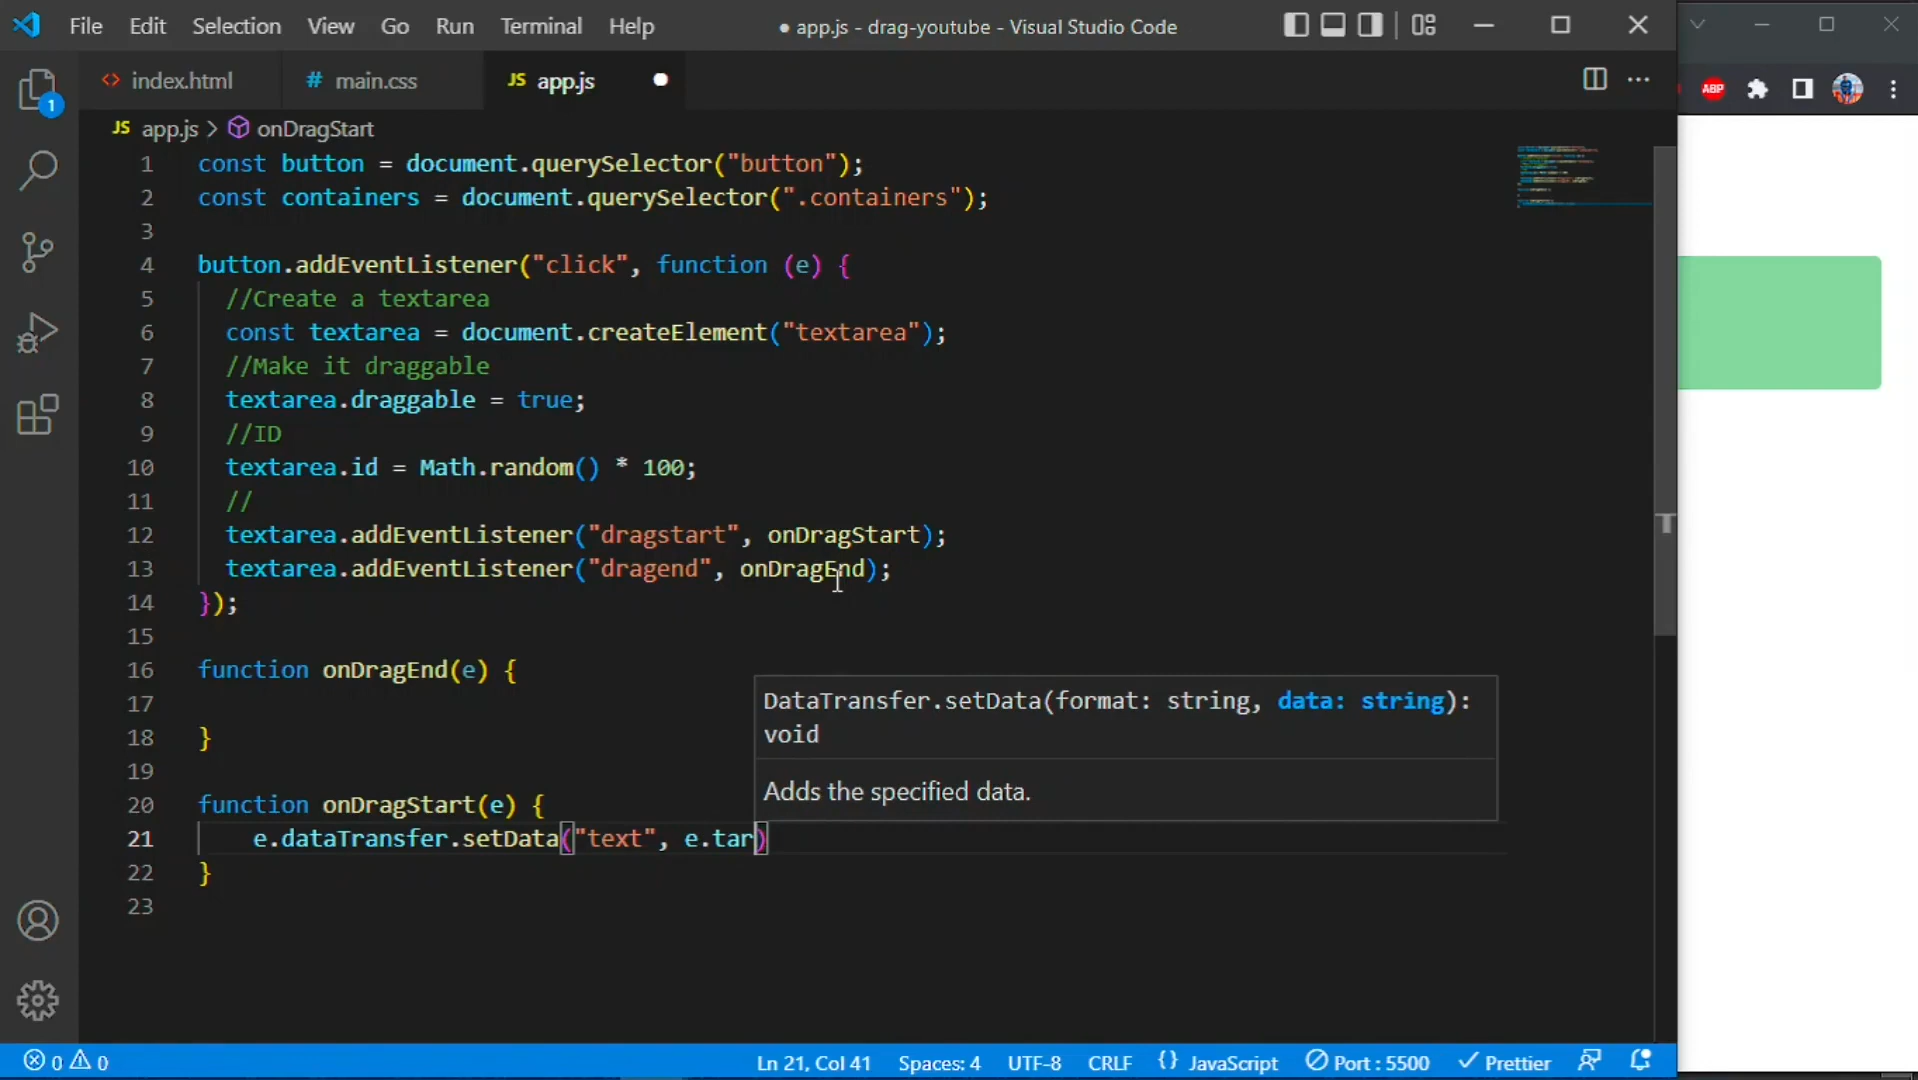 File Edit Selection View Go Run Terminal Help ● app.js - drag-youtube - Visual Studio Code
<> index.html # main.css JS app.js ●
ABP
1
JS app.js > onDragStart
1 const button = document.querySelector("button");
2 const containers = document.querySelector(".containers");
3
4 button.addEventListener("click", function (e) {
5 //Create a textarea
6 const textarea = document.createElement("textarea");
7 //Make it draggable
8 textarea.draggable = true;
9 //ID
10 textarea.id = Math.random() * 100;
11 //
12 textarea.addEventListener("dragstart", onDragStart);
13 textarea.addEventListener("dragend", onDragEnd);
14 });
15
16 function onDragEnd(e) {
17
18 }
19
20 function onDragStart(e) {
21 e.dataTransfer.setData("text", e.tar)
22 }
23
DataTransfer.setData(format: string, data: string):
void
Adds the specified data.
0 0 Ln 21, Col 41 Spaces: 4 UTF-8 CRLF {} JavaScript Port : 5500 Prettier